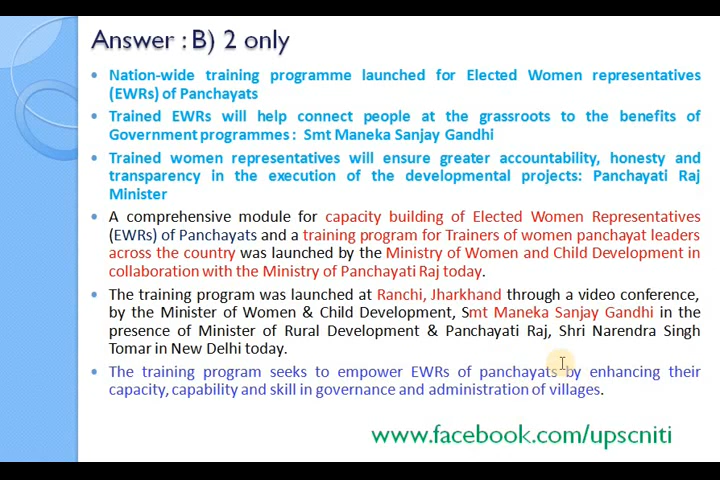 Answer : B) 2 only
Nation-wide training programme launched for Elected Women representatives
(EWRs) of Panchayats
Trained EWRs will help connect people at the grassroots to the benefits of
Government programmes : Smt Maneka Sanjay Gandhi
Trained women representatives will ensure greater accountability, honesty and
transparency in the execution of the developmental projects: Panchayati Raj
Minister
A comprehensive module for capacity building of Elected Women Representatives
(EWRs) of Panchayats and a training program for Trainers of women panchayat leaders
across the country was launched by the Ministry of Women and Child Development in
collaboration with the Ministry of Panchayati Raj today.
The training program was launched at Ranchi, Jharkhand through a video conference,
by the Minister of Women & Child Development, Smt Maneka Sanjay Gandhi in the
presence of Minister of Rural Development & Panchayati Raj, Shri Narendra Singh
Tomar in New Delhi today.
The training program seeks to empower EWRs of panchayats by enhancing their
capacity, capability and skill in governance and administration of villages.
www.facebook.com/upscniti